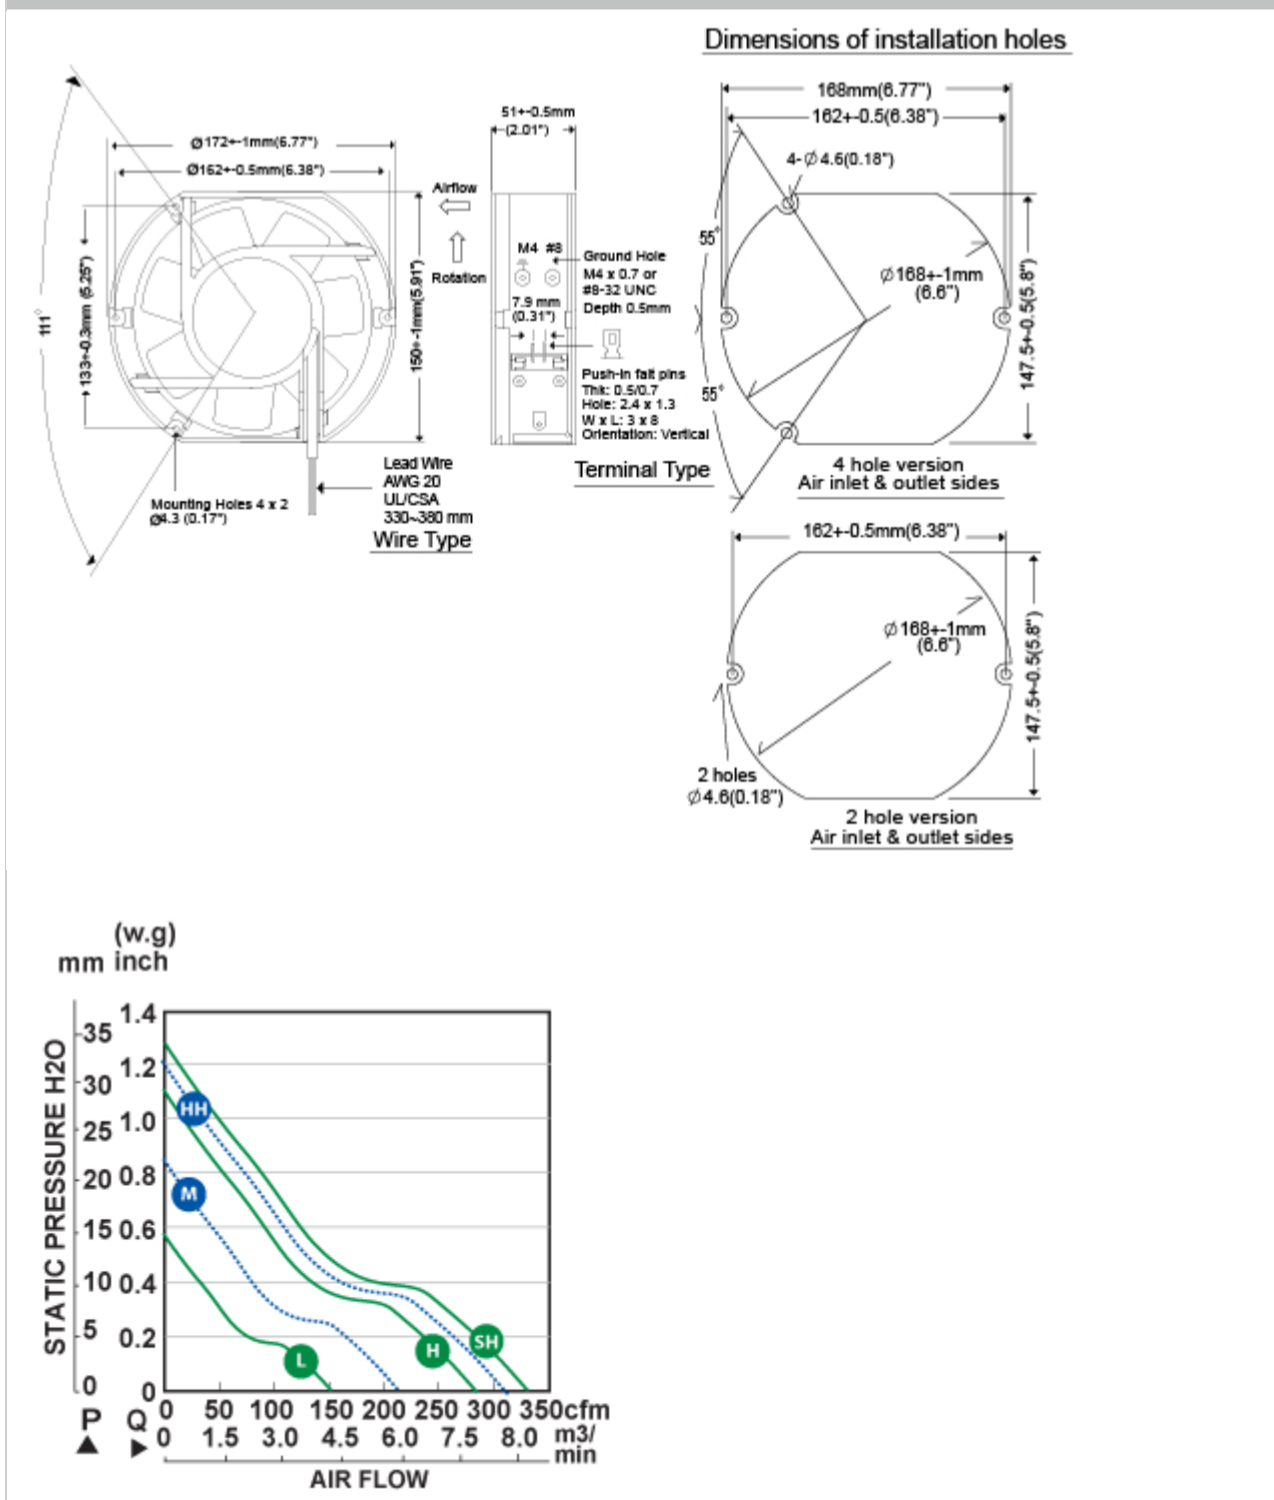 Dimensions of installation holes
Ø172+-1mm(6.77")
Ø162+-0.5mm(6.38")
111°
133+-0.3mm (5.25")
150+-1mm(5.91")
Mounting Holes 4 x 2
Ø4.3 (0.17")
Lead Wire
AWG 20
UL/CSA
330~380 mm
Wire Type
Airflow
Rotation
51+-0.5mm
(2.01")
M4 #8
7.9 mm
(0.31")
Ground Hole
M4 x 0.7 or
#8-32 UNC
Depth 0.5mm
Push-in falt pins
Thk: 0.5/0.7
Hole: 2.4 x 1.3
W x L: 3 x 8
Orientation: Vertical
Terminal Type
168mm(6.77")
162+-0.5(6.38")
4-Ø4.6(0.18")
55°
55°
Ø168+-1mm
(6.6")
147.5+-0.5(5.8")
4 hole version
Air inlet & outlet sides
162+-0.5mm(6.38")
Ø168+-1mm
(6.6")
147.5+-0.5(5.8")
2 holes
Ø4.6(0.18")
2 hole version
Air inlet & outlet sides
(w.g)
mm inch
STATIC PRESSURE H2O
35
30
25
20
15
10
5
0
1.4
1.2
1.0
0.8
0.6
0.4
0.2
0
HH
M
L
H
SH
P Q
0 50 100 150 200 250 300 350cfm
0 1.5 3.0 4.5 6.0 7.5 8.0 m3/
min
AIR FLOW